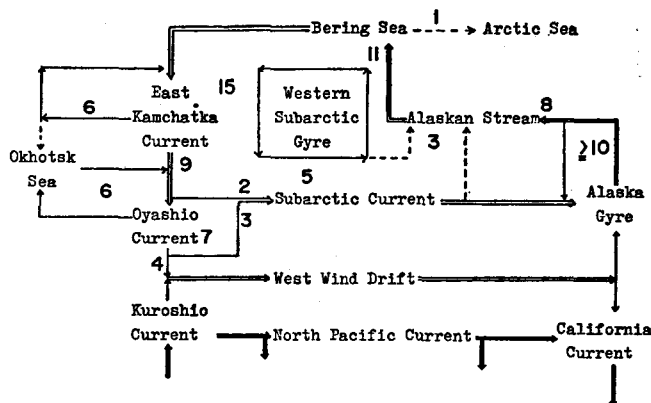 1
Bering Sea Arctic Sea
11
East 15 Western 8
6 Kamchatka Subarctic Alaskan Stream
Current Gyre 3 ≥10
Okhotsk 9
Sea 5 Alaska
6 2 Subarctic Current Gyre
Oyashio 3
Current 7
4
West Wind Drift
Kuroshio
Current North Pacific Current California
Current